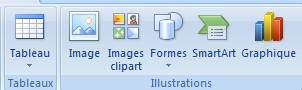 Tableau
Image
Images
clipart
Formes
SmartArt
Graphique
Tableaux
Illustrations